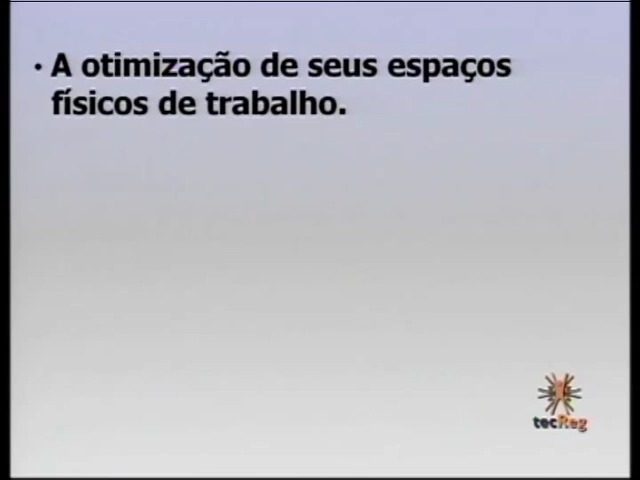 · A otimização de seus espaços
físicos de trabalho.
tecReg